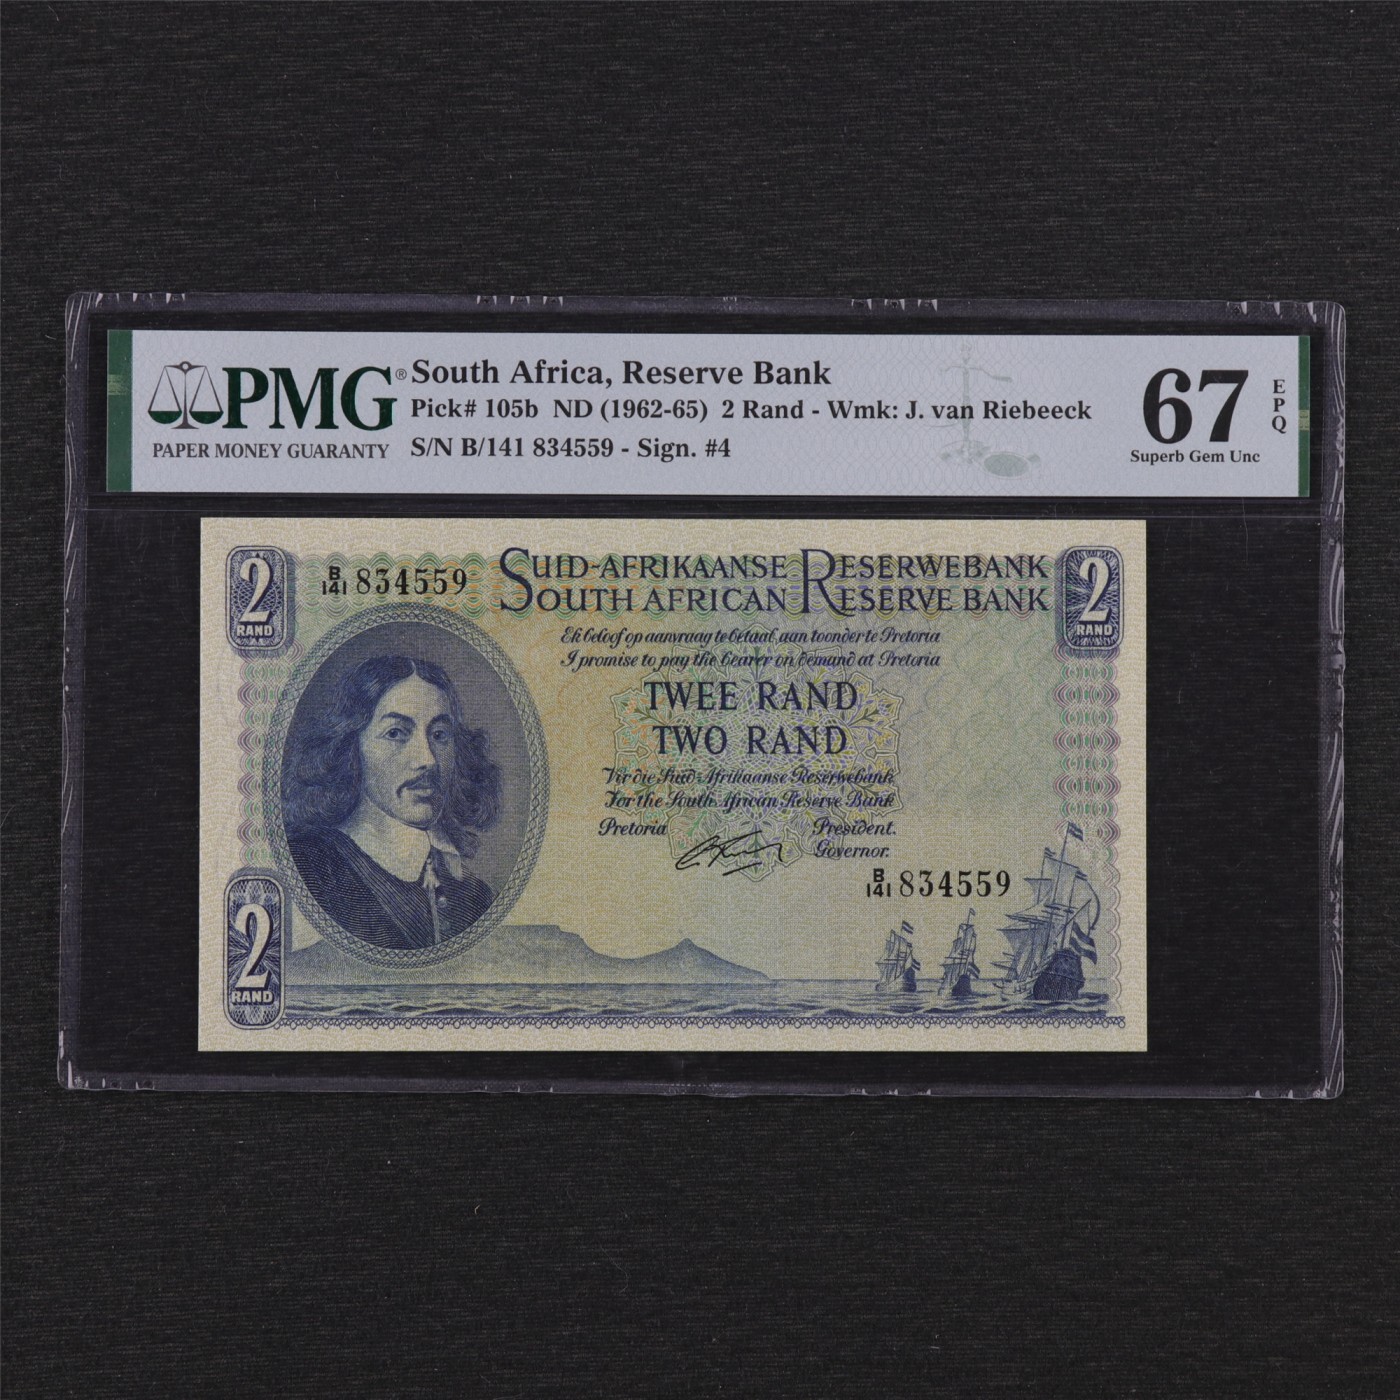 PMG®
PAPER MONEY GUARANTY
South Africa, Reserve Bank
Pick# 105b ND (1962-65) 2 Rand - Wmk: J. van Riebeeck
S/N B/141 834559 - Sign. #4
67
EPQ
Superb Gem Unc
2
RAND
B/141 834559
SUID-AFRIKAANSE RESERWEBANK
SOUTH AFRICAN RESERVE BANK
2
RAND
Ek beloof op aanvraag te betaal aan toonder te Pretoria
I promise to pay the bearer on demand at Pretoria
TWEE RAND
TWO RAND
Vir die Suid-Afrikaanse Reserwebank
For the South African Reserve Bank
Pretoria
President.
Governor.
B/141 834559
2
RAND